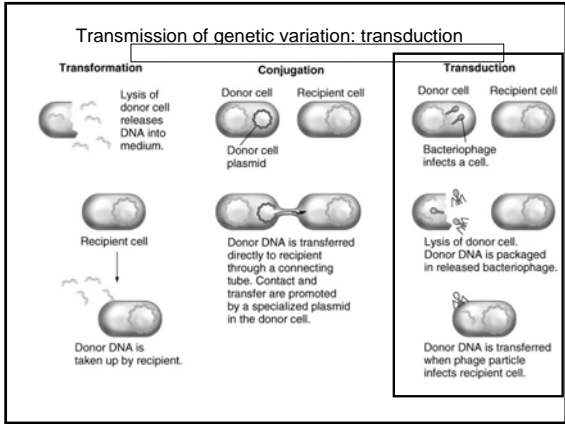 Transmission of genetic variation: transduction
Transformation
Lysis of
donor cell
releases
DNA into
medium.
Recipient cell
Donor DNA is
taken up by recipient.
Conjugation
Donor cell
Recipient cell
Donor cell
plasmid
Donor DNA is transferred
directly to recipient
through a connecting
tube. Contact and
transfer are promoted
by a specialized plasmid
in the donor cell.
Transduction
Donor cell
Recipient cell
Bacteriophage
infects a cell.
Lysis of donor cell.
Donor DNA is packaged
in released bacteriophage.
Donor DNA is transferred
when phage particle
infects recipient cell.